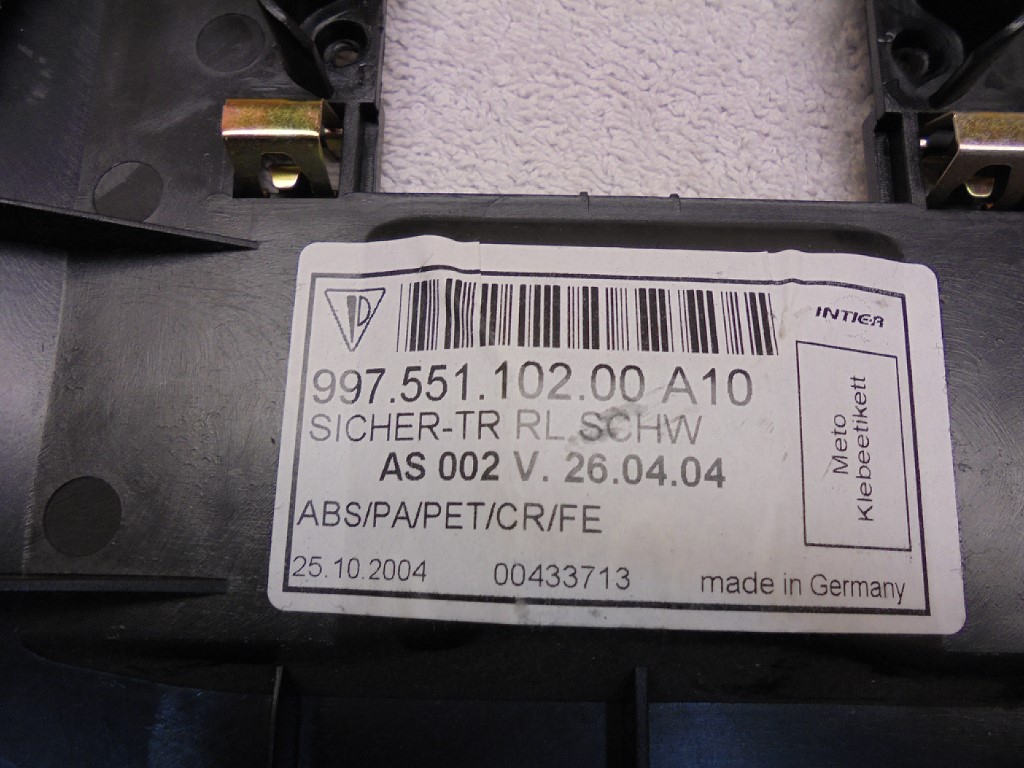 INTIER
997.551.102.00 A10
SICHER-TR RL SCHW
AS 002 V. 26.04.04
ABS/PA/PET/CR/FE
25.10.2004 00433713 made in Germany
Meto
Klebeetikett